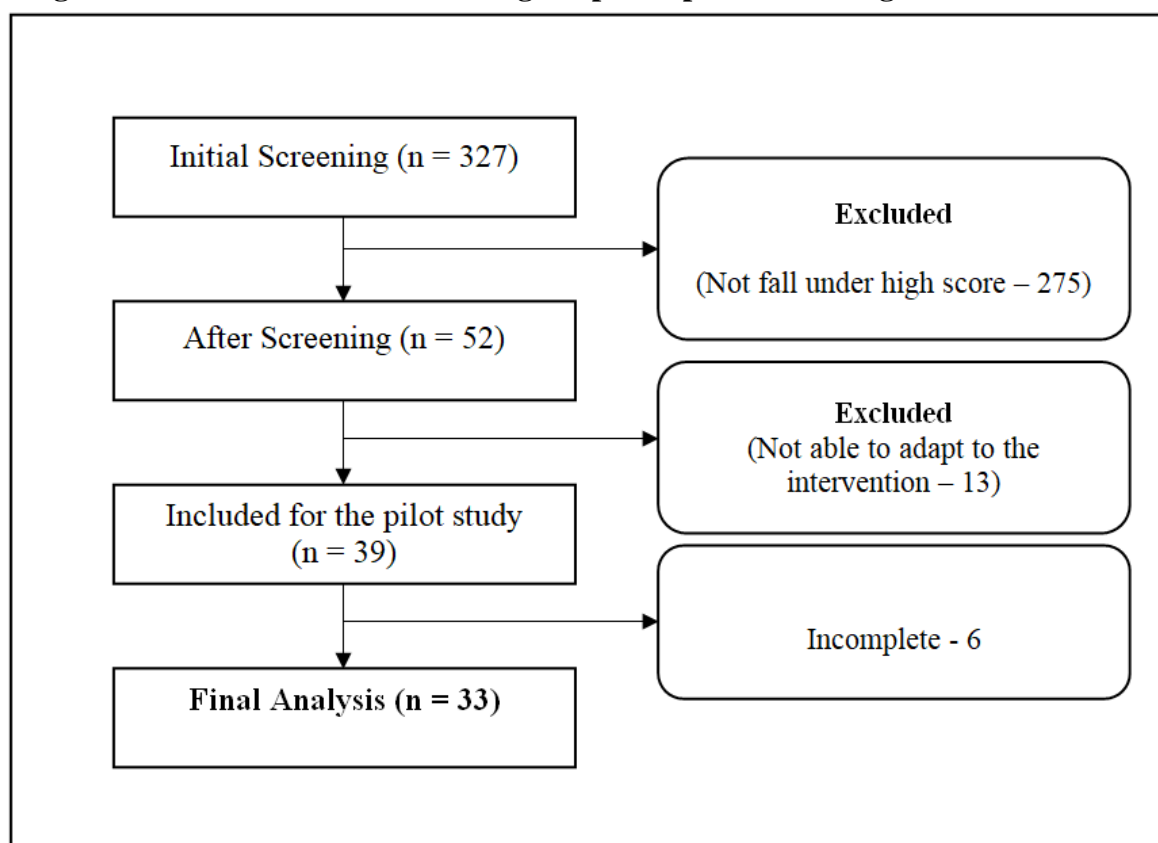 Initial Screening (n = 327)
Excluded
(Not fall under high score – 275)
After Screening (n = 52)
Excluded
(Not able to adapt to the
intervention – 13)
Included for the pilot study
(n = 39)
Incomplete - 6
Final Analysis (n = 33)